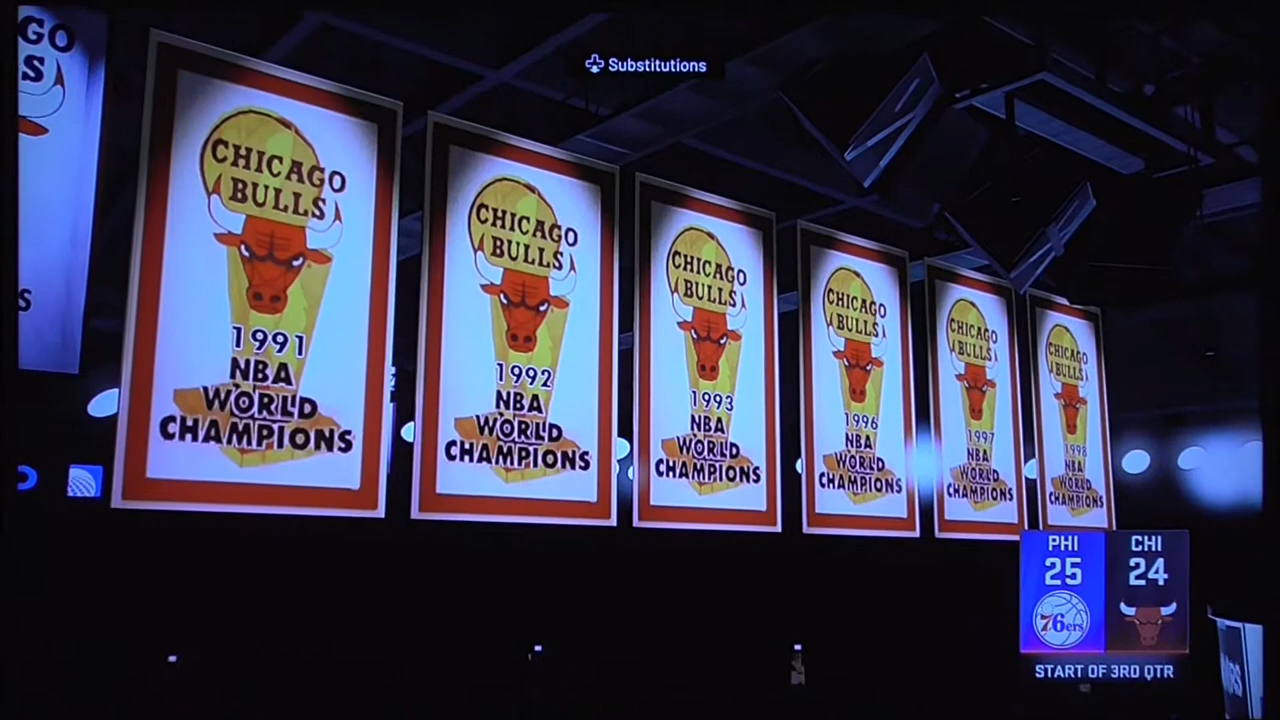 GO
S
S
Substitutions
CHICAGO
BULLS
1991
NBA
WORLD
CHAMPIONS
CHICAGO
BULLS
1992
NBA
WORLD
CHAMPIONS
CHICAGO
BULLS
1993
NBA
WORLD
CHAMPIONS
CHICAGO
BULLS
1996
NBA
WORLD
CHAMPIONS
CHICAGO
BULLS
1997
NBA
WORLD
CHAMPIONS
CHICAGO
BULLS
1998
NBA
WORLD
CHAMPIONS
PHI CHI
25 24
76ers
START OF 3RD QTR